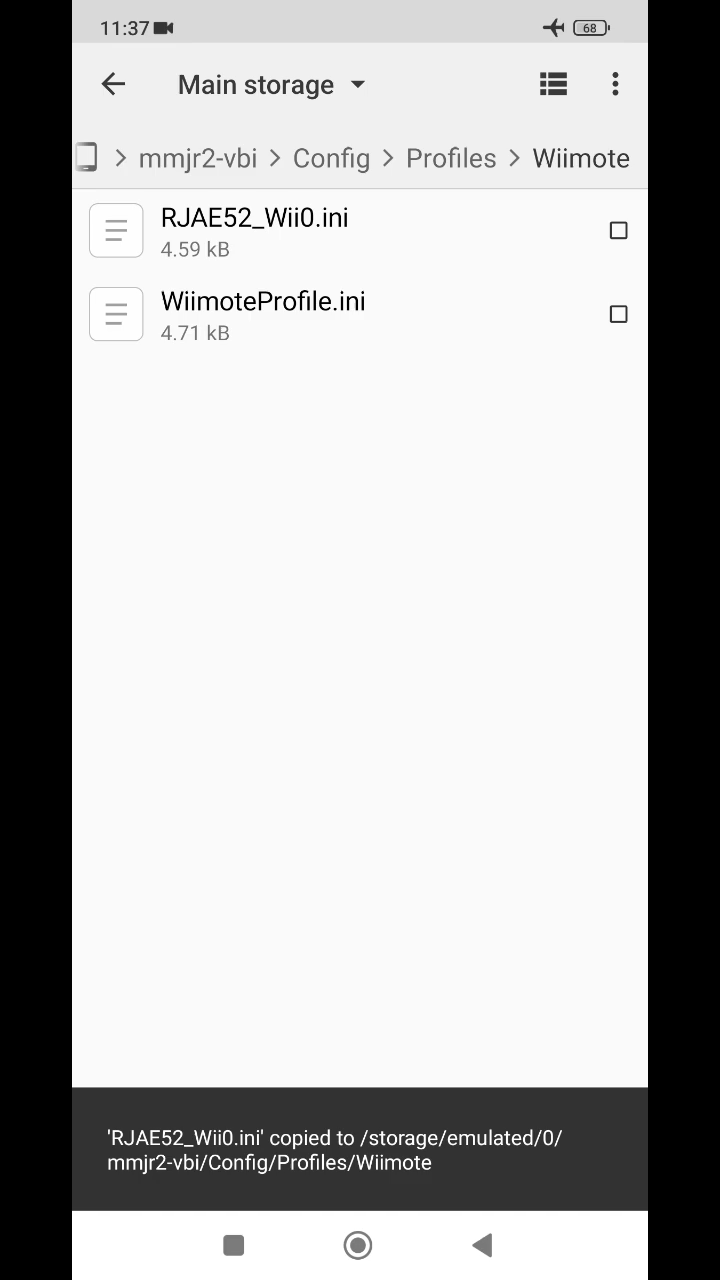 11:37
68
Main storage
mmjr2-vbi > Config > Profiles > Wiimote
RJAE52_Wii0.ini
4.59 kB
WiimoteProfile.ini
4.71 kB
'RJAE52_Wii0.ini' copied to /storage/emulated/0/
mmjr2-vbi/Config/Profiles/Wiimote